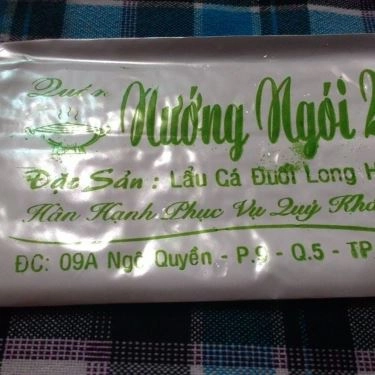 Quán
Nướng Ngói 2
Đặc Sản : Lẩu Cá Đuối Long H
Hân Hạnh Phục Vụ Quý Khá
ĐC: 09A Ngô Quyền - P.9 - Q.5 - TP